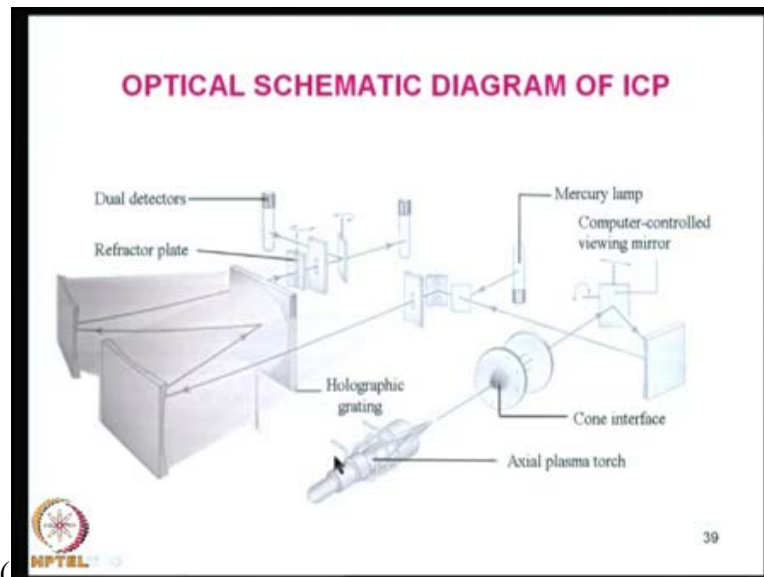 OPTICAL SCHEMATIC DIAGRAM OF ICP
Dual detectors
Mercury lamp
Computer-controlled
viewing mirror
Refractor plate
Holographic
grating
Cone interface
Axial plasma torch
39
NPTEL
(